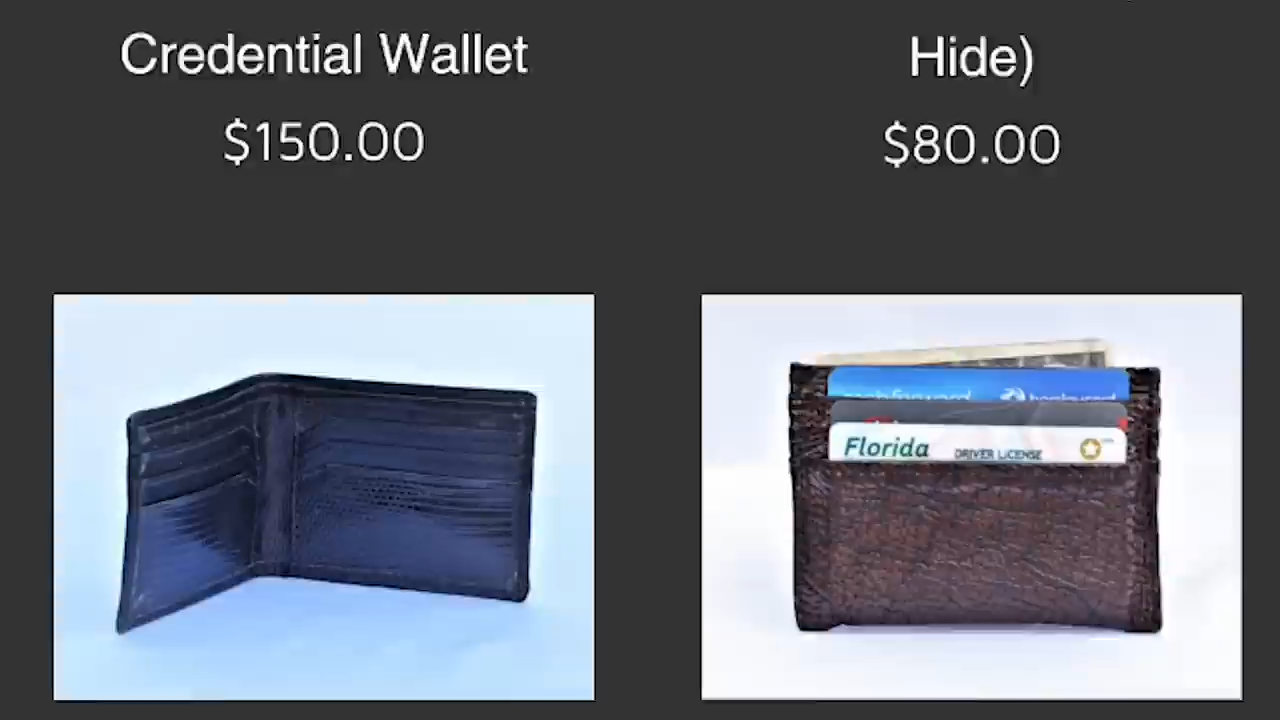 Credential Wallet
$150.00
Hide)
$80.00
Florida DRIVER LICENSE